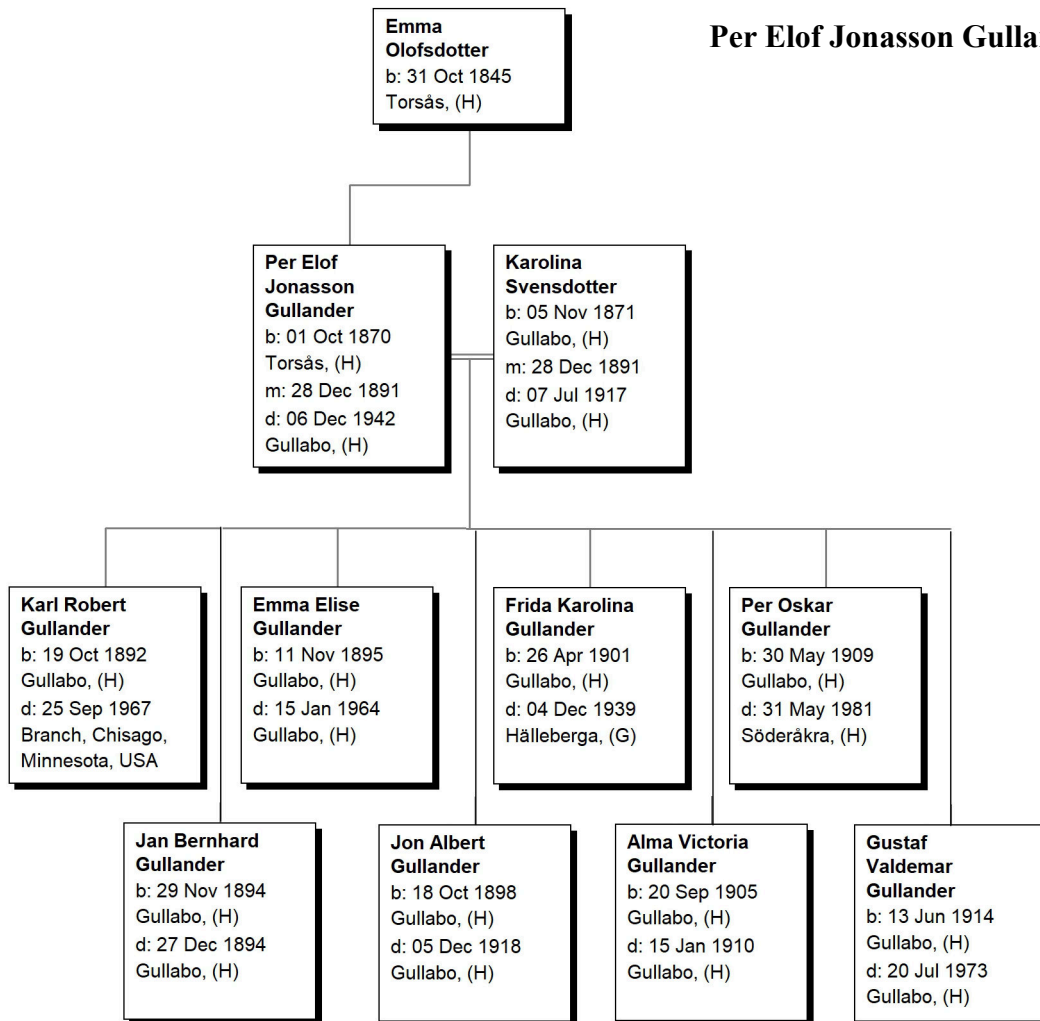 Per Elof Jonasson Gulla
Emma
Olofsdotter
b: 31 Oct 1845
Torsås, (H)
Per Elof
Jonasson
Gullander
b: 01 Oct 1870
Torsås, (H)
m: 28 Dec 1891
d: 06 Dec 1942
Gullabo, (H)
Karolina
Svensdotter
b: 05 Nov 1871
Gullabo, (H)
m: 28 Dec 1891
d: 07 Jul 1917
Gullabo, (H)
Karl Robert
Gullander
b: 19 Oct 1892
Gullabo, (H)
d: 25 Sep 1967
Branch, Chisago,
Minnesota, USA
Emma Elise
Gullander
b: 11 Nov 1895
Gullabo, (H)
d: 15 Jan 1964
Gullabo, (H)
Frida Karolina
Gullander
b: 26 Apr 1901
Gullabo, (H)
d: 04 Dec 1939
Hälleberga, (G)
Per Oskar
Gullander
b: 30 May 1909
Gullabo, (H)
d: 31 May 1981
Söderåkra, (H)
Jan Bernhard
Gullander
b: 29 Nov 1894
Gullabo, (H)
d: 27 Dec 1894
Gullabo, (H)
Jon Albert
Gullander
b: 18 Oct 1898
Gullabo, (H)
d: 05 Dec 1918
Gullabo, (H)
Alma Victoria
Gullander
b: 20 Sep 1905
Gullabo, (H)
d: 15 Jan 1910
Gullabo, (H)
Gustaf
Valdemar
Gullander
b: 13 Jun 1914
Gullabo, (H)
d: 20 Jul 1973
Gullabo, (H)